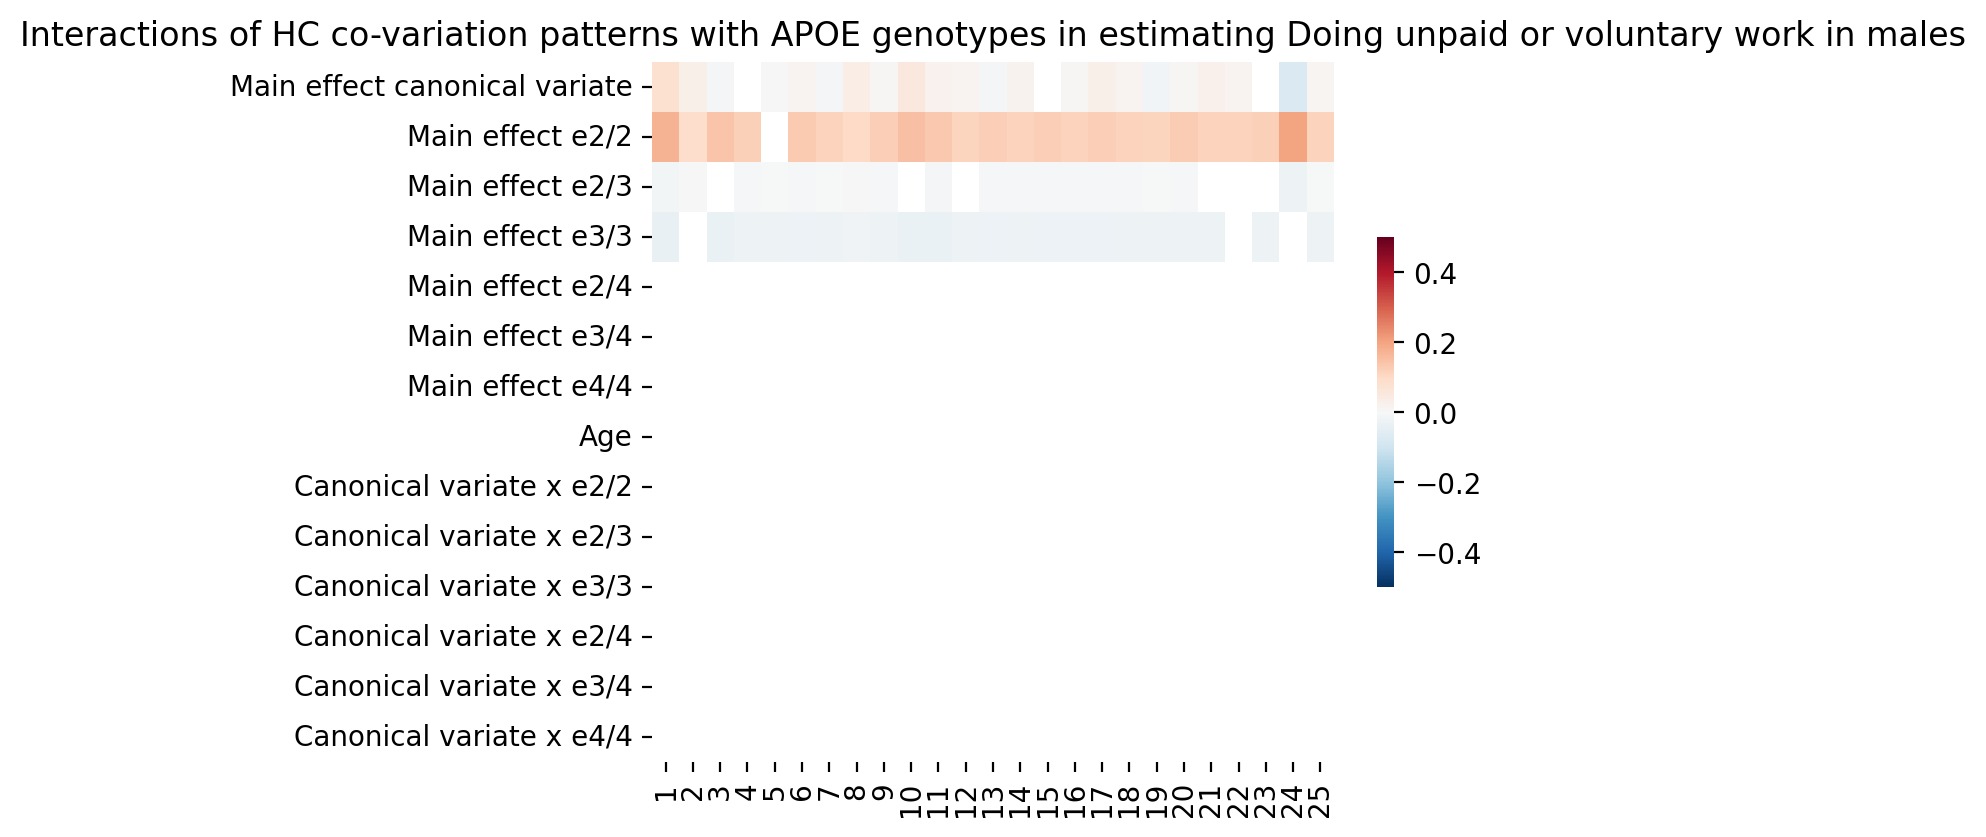 Interactions of HC co-variation patterns with APOE genotypes in estimating Doing unpaid or voluntary work in males
Main effect canonical variate
Main effect e2/2
Main effect e2/3
Main effect e3/3
Main effect e2/4
Main effect e3/4
Main effect e4/4
Age
Canonical variate x e2/2
Canonical variate x e2/3
Canonical variate x e3/3
Canonical variate x e2/4
Canonical variate x e3/4
Canonical variate x e4/4
1 2 3 4 5 6 7 8 9 10 11 12 13 14 15 16 17 18 19 20 21 22 23 24 25
0.4
0.2
0.0
−0.2
−0.4